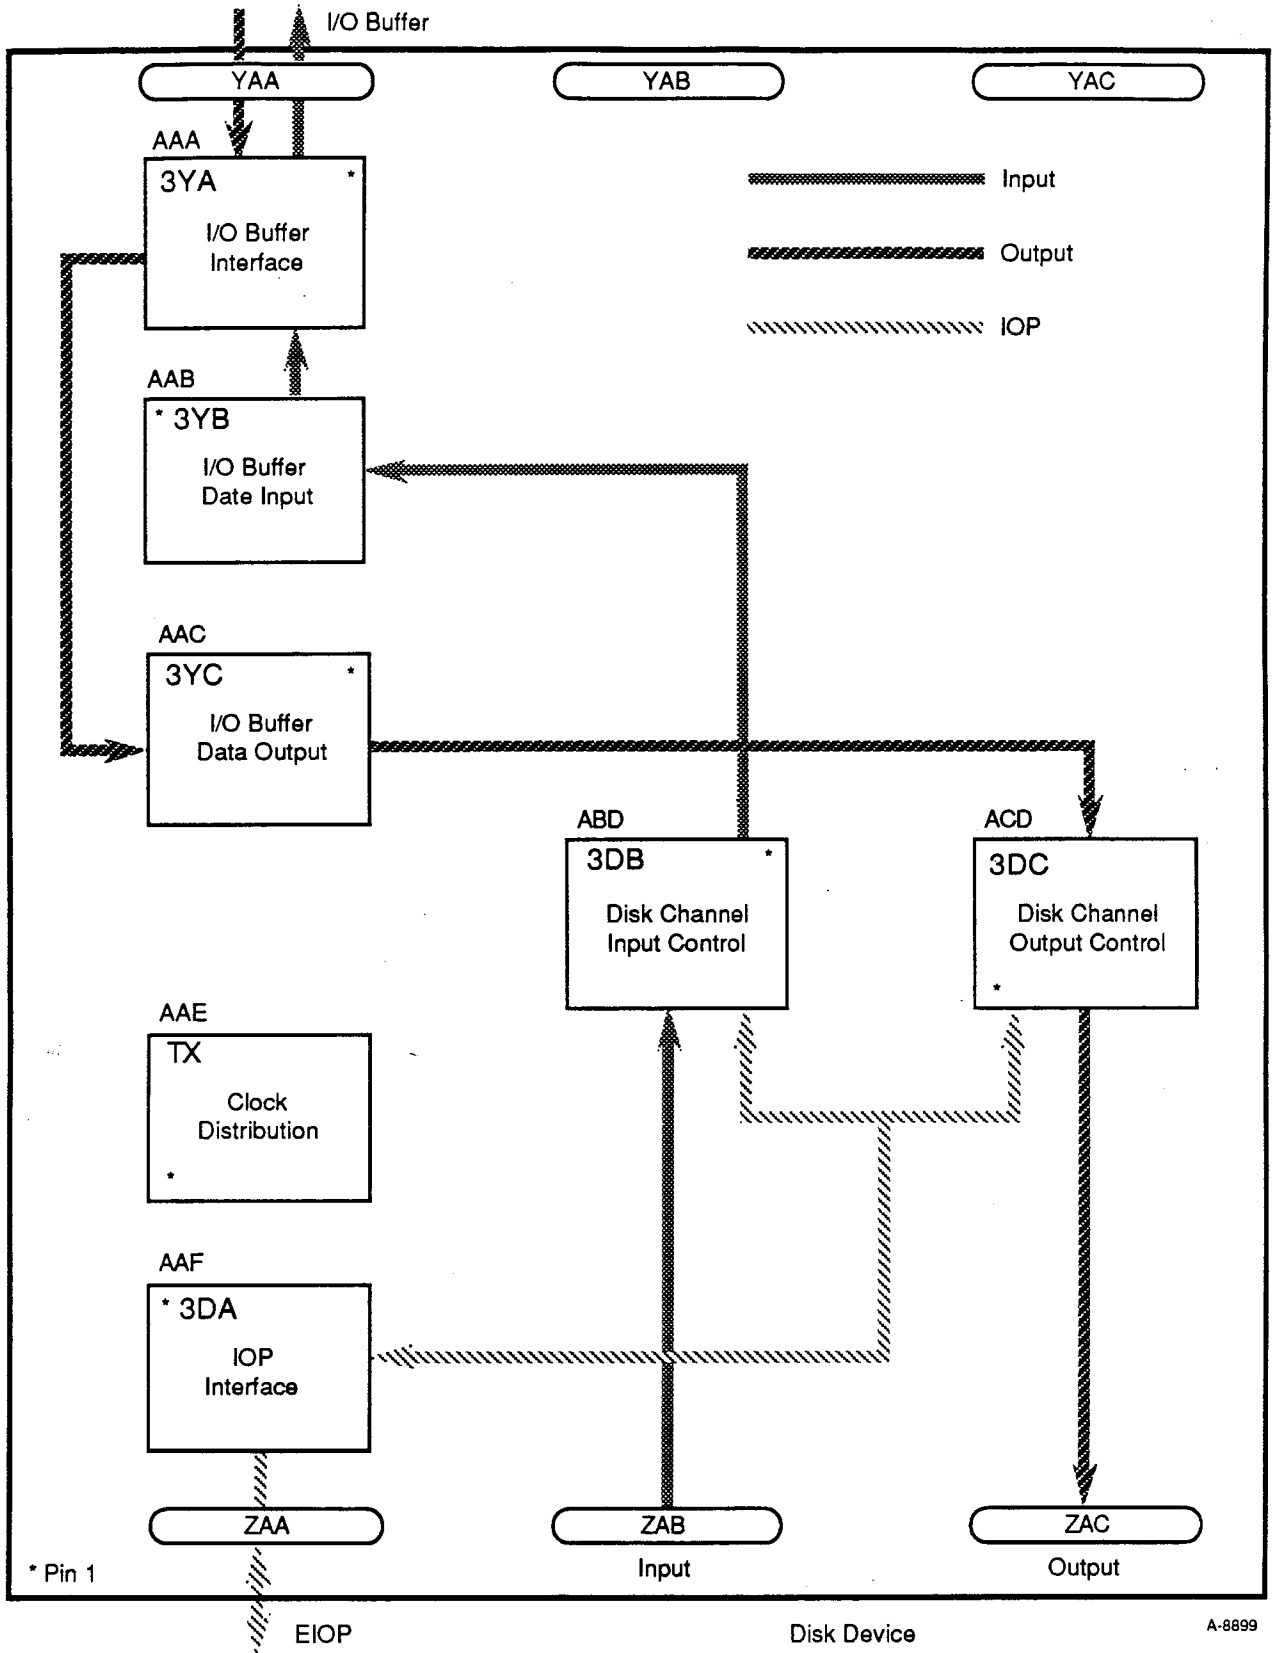 I/O Buffer
YAA
YAB
YAC
AAA
3YA *
I/O Buffer
Interface
Input
Output
IOP
AAB
* 3YB
I/O Buffer
Date Input
AAC
3YC *
I/O Buffer
Data Output
ABD
3DB *
Disk Channel
Input Control
ACD
3DC
Disk Channel
Output Control
*
AAE
TX
Clock
Distribution
*
AAF
* 3DA
IOP
Interface
ZAA
ZAB
ZAC
* Pin 1
Input
Output
EIOP
Disk Device
A-8899